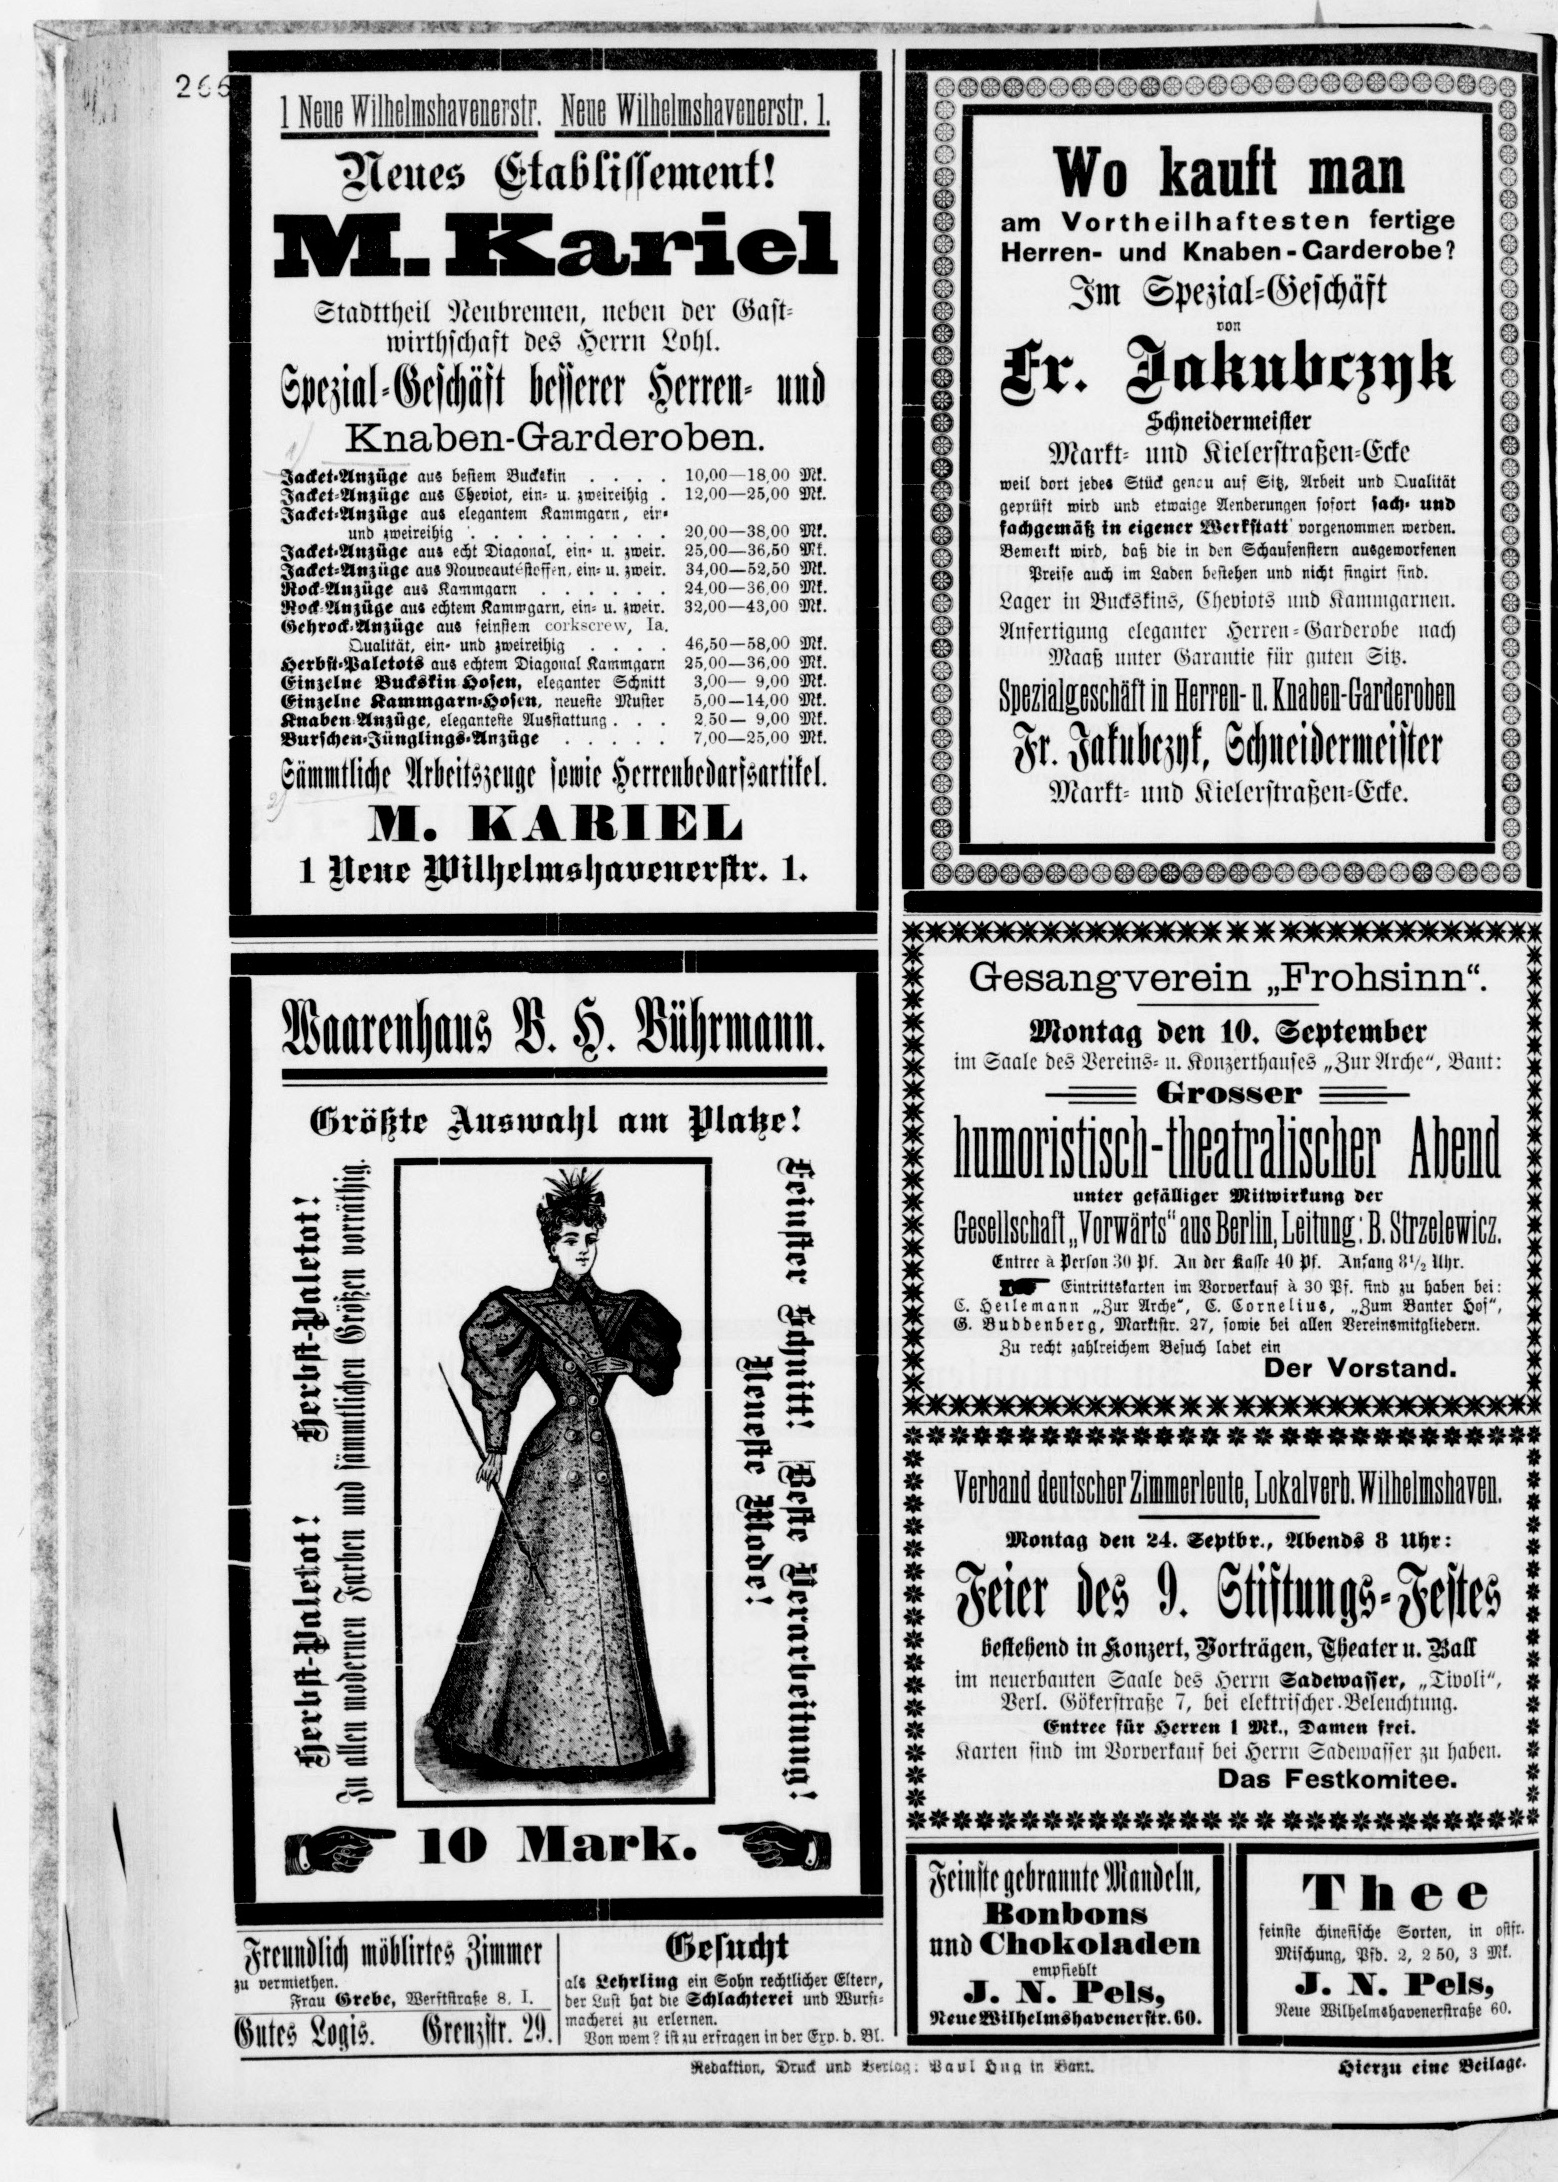 266
1 Neue Wilhelmshavenerstr. Neue Wilhelmshavenerstr. 1.
Neues Etablissement!
M. Kariel
Stadttheil Neubremen, neben der Gast-
wirthschaft des Herrn Lohl.
Spezial-Geschäft besserer Herren- und
Knaben-Garderoben.
Jacket-Anzüge aus bestem Buckskin . . . . 10,00—18,00 Mk.
Jacket-Anzüge aus Cheviot, ein- u. zweireihig . 12,00—25,00 Mk.
Jacket-Anzüge aus elegantem Kammgarn, ein-
und zweireihig . . . . . . . . . 20,00—38,00 Mk.
Jacket-Anzüge aus echt Diagonal, ein- u. zweir. 25,00—36,50 Mk.
Jacket-Anzüge aus Nouveautéstoffen, ein- u. zweir. 34,00—52,50 Mk.
Rock-Anzüge aus Kammgarn . . . . . . 24,00—36,00 Mk.
Rock-Anzüge aus echtem Kammgarn, ein- u. zweir. 32,00—43,00 Mk.
Gehrock-Anzüge aus feinstem corkscrew, Ia.
Qualität, ein- und zweireihig . . . . 46,50—58,00 Mk.
Herbst-Paletots aus echtem Diagonal Kammgarn 25,00—36,00 Mk.
Einzelne Buckskin Hosen, eleganter Schnitt 3,00— 9,00 Mk.
Einzelne Kammgarn-Hosen, neueste Muster 5,00—14,00 Mk.
Knaben-Anzüge, eleganteste Ausstattung . . . 2,50— 9,00 Mk.
Burschen-Jünglings-Anzüge . . . . . 7,00—25,00 Mk.
Sämmtliche Arbeitszeuge sowie Herrenbedarfsartikel.
M. KARIEL
1 Neue Wilhelmshavenerstr. 1.
Waarenhaus B. H. Bührmann.
Größte Auswahl am Platze!
Herbst-Paletot! Herbst-Paletot!
In allen modernen Farben und sämmtlichen Größen vorräthig.
Feinster Schnitt! Beste Verarbeitung!
Neueste Mode!
10 Mark.
Freundlich möblirtes Zimmer
zu vermiethen.
Frau Grebe, Werftstraße 8, I.
Gutes Logis. Grenzstr. 29.
Gesucht
als Lehrling ein Sohn rechtlicher Eltern,
der Lust hat die Schlachterei und Wurst-
macherei zu erlernen.
Von wem? ist zu erfragen in der Exp. d. Bl.
Wo kauft man
am Vortheilhaftesten fertige
Herren- und Knaben-Garderobe?
Im Spezial-Geschäft
von
Fr. Jakubczyk
Schneidermeister
Markt- und Kielerstraßen-Ecke
weil dort jedes Stück genau auf Sitz, Arbeit und Qualität
geprüft wird und etwaige Aenderungen sofort sach- und
fachgemäß in eigener Werkstatt vorgenommen werden.
Bemerkt wird, daß die in den Schaufenstern ausgeworfenen
Preise auch im Laden bestehen und nicht fingirt sind.
Lager in Buckskins, Cheviots und Kammgarnen.
Anfertigung eleganter Herren-Garderobe nach
Maaß unter Garantie für guten Sitz.
Spezialgeschäft in Herren- u. Knaben-Garderoben
Fr. Jakubczyk, Schneidermeister
Markt- und Kielerstraßen-Ecke.
Gesangverein „Frohsinn“.
Montag den 10. September
im Saale des Vereins- u. Konzerthauses „Zur Arche“, Bant:
Grosser
humoristisch-theatralischer Abend
unter gefälliger Mitwirkung der
Gesellschaft „Vorwärts“ aus Berlin, Leitung: B. Strzelewicz.
Entree à Person 30 Pf. An der Kasse 40 Pf. Anfang 8½ Uhr.
Eintrittskarten im Vorverkauf à 30 Pf. sind zu haben bei:
C. Heilemann „Zur Arche“, C. Cornelius, „Zum Banter Hof“,
G. Buddenberg, Marktstr. 27, sowie bei allen Vereinsmitgliedern.
Zu recht zahlreichem Besuch ladet ein
Der Vorstand.
Verband deutscher Zimmerleute, Lokalverb. Wilhelmshaven.
Montag den 24. Septbr., Abends 8 Uhr:
Feier des 9. Stiftungs-Festes
bestehend in Konzert, Vorträgen, Theater u. Ball
im neuerbauten Saale des Herrn Sadewasser, „Tivoli“,
Verl. Gökerstraße 7, bei elektrischer Beleuchtung.
Entree für Herren 1 Mk., Damen frei.
Karten sind im Vorverkauf bei Herrn Sadewasser zu haben.
Das Festkomitee.
Feinste gebrannte Mandeln,
Bonbons
und Chokoladen
empfiehlt
J. N. Pels,
Neue Wilhelmshavenerstr. 60.
Thee
feinste chinesische Sorten, in ostfr.
Mischung, Pfd. 2, 2 50, 3 Mk.
J. N. Pels,
Neue Wilhelmshavenerstraße 60.
Redaktion, Druck und Verlag: Paul Hug in Bant.
Hierzu eine Beilage.